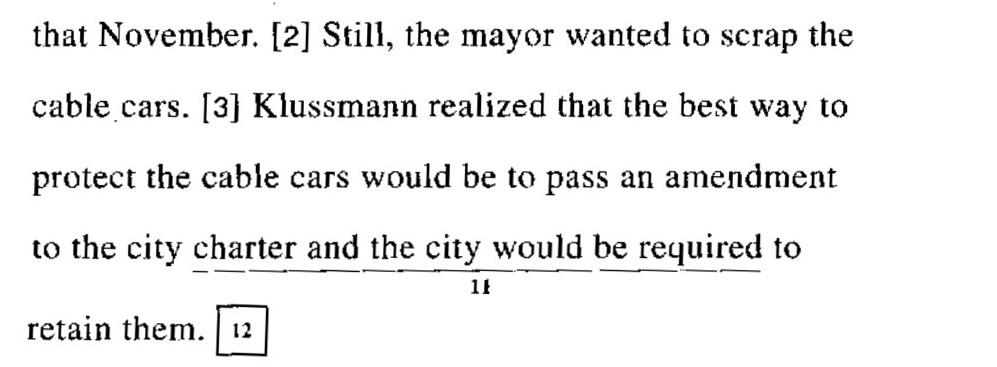 that November. [2] Still, the mayor wanted to scrap the
cable cars. [3] Klussmann realized that the best way to
protect the cable cars would be to pass an amendment
to the city charter and the city would be required to
11
retain them. 12